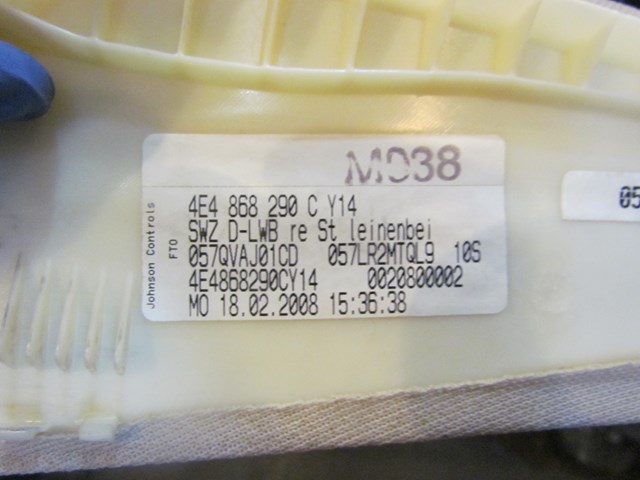 MO38
Johnson Controls
FTO
4E4 868 290 C Y14
SWZ D-LWB re St leinenbei
057QVAJ01CD 057LR2MTQL9 10S
4E4868290CY14 0020800002
MO 18.02.2008 15:36:38
05